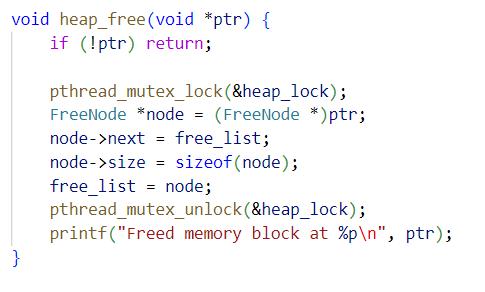 void heap_free(void *ptr) {
    if (!ptr) return;

    pthread_mutex_lock(&heap_lock);
    FreeNode *node = (FreeNode *)ptr;
    node->next = free_list;
    node->size = sizeof(node);
    free_list = node;
    pthread_mutex_unlock(&heap_lock);
    printf("Freed memory block at %p\n", ptr);
}